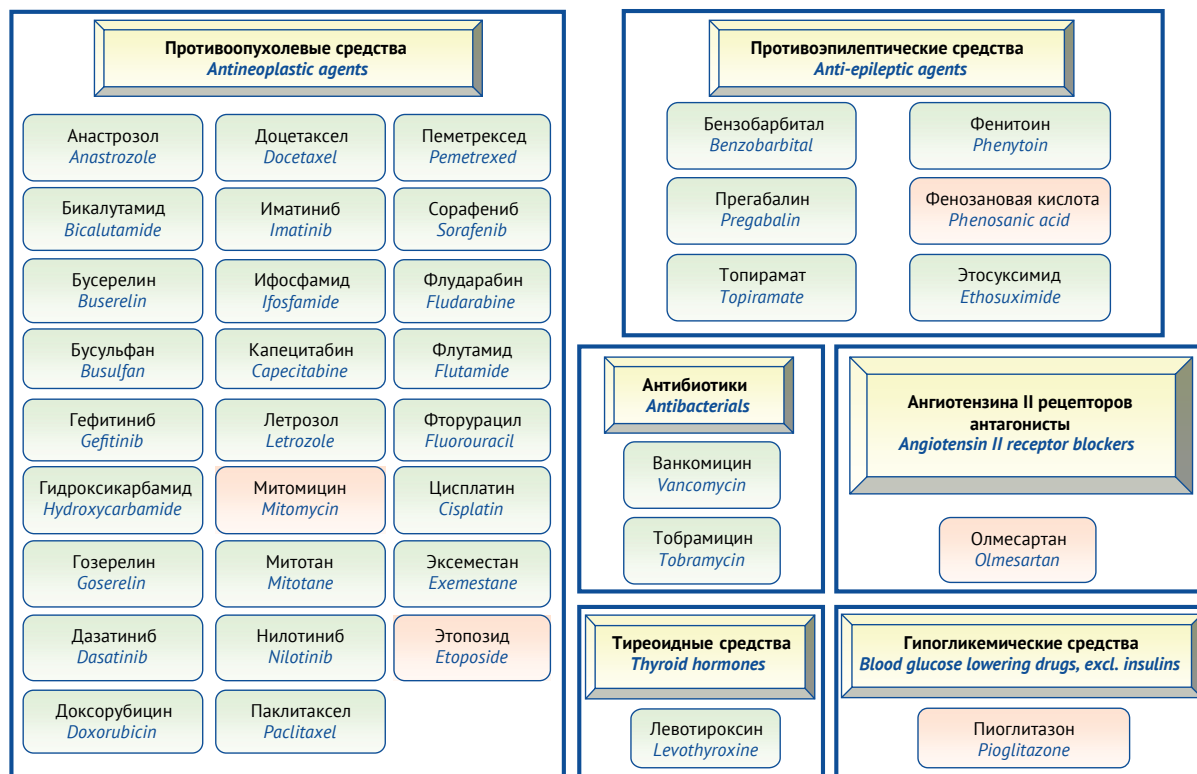 Противоопухолевые средства
Antineoplastic agents
Анастрозол
Anastrozole
Доцетаксел
Docetaxel
Пеметрексед
Pemetrexed
Бикалутамид
Bicalutamide
Иматиниб
Imatinib
Сорафениб
Sorafenib
Бусерелин
Buserelin
Ифосфамид
Ifosfamide
Флударабин
Fludarabine
Бусульфан
Busulfan
Капецитабин
Capecitabine
Флутамид
Flutamide
Гефитиниб
Gefitinib
Летрозол
Letrozole
Фторурацил
Fluorouracil
Гидроксикарбамид
Hydroxycarbamide
Митомицин
Mitomycin
Цисплатин
Cisplatin
Гозерелин
Goserelin
Митотан
Mitotane
Эксеместан
Exemestane
Дазатиниб
Dasatinib
Нилотиниб
Nilotinib
Этопозид
Etoposide
Доксорубицин
Doxorubicin
Паклитаксел
Paclitaxel
Противоэпилептические средства
Anti-epileptic agents
Бензобарбитал
Benzobarbital
Фенитоин
Phenytoin
Прегабалин
Pregabalin
Фенозановая кислота
Phenosanic acid
Топирамат
Topiramate
Этосуксимид
Ethosuximide
Антибиотики
Antibacterials
Ванкомицин
Vancomycin
Тобрамицин
Tobramycin
Ангиотензина II рецепторов
антагонисты
Angiotensin II receptor blockers
Олмесартан
Olmesartan
Тиреоидные средства
Thyroid hormones
Левотироксин
Levothyroxine
Гипогликемические средства
Blood glucose lowering drugs, excl. insulins
Пиоглитазон
Pioglitazone